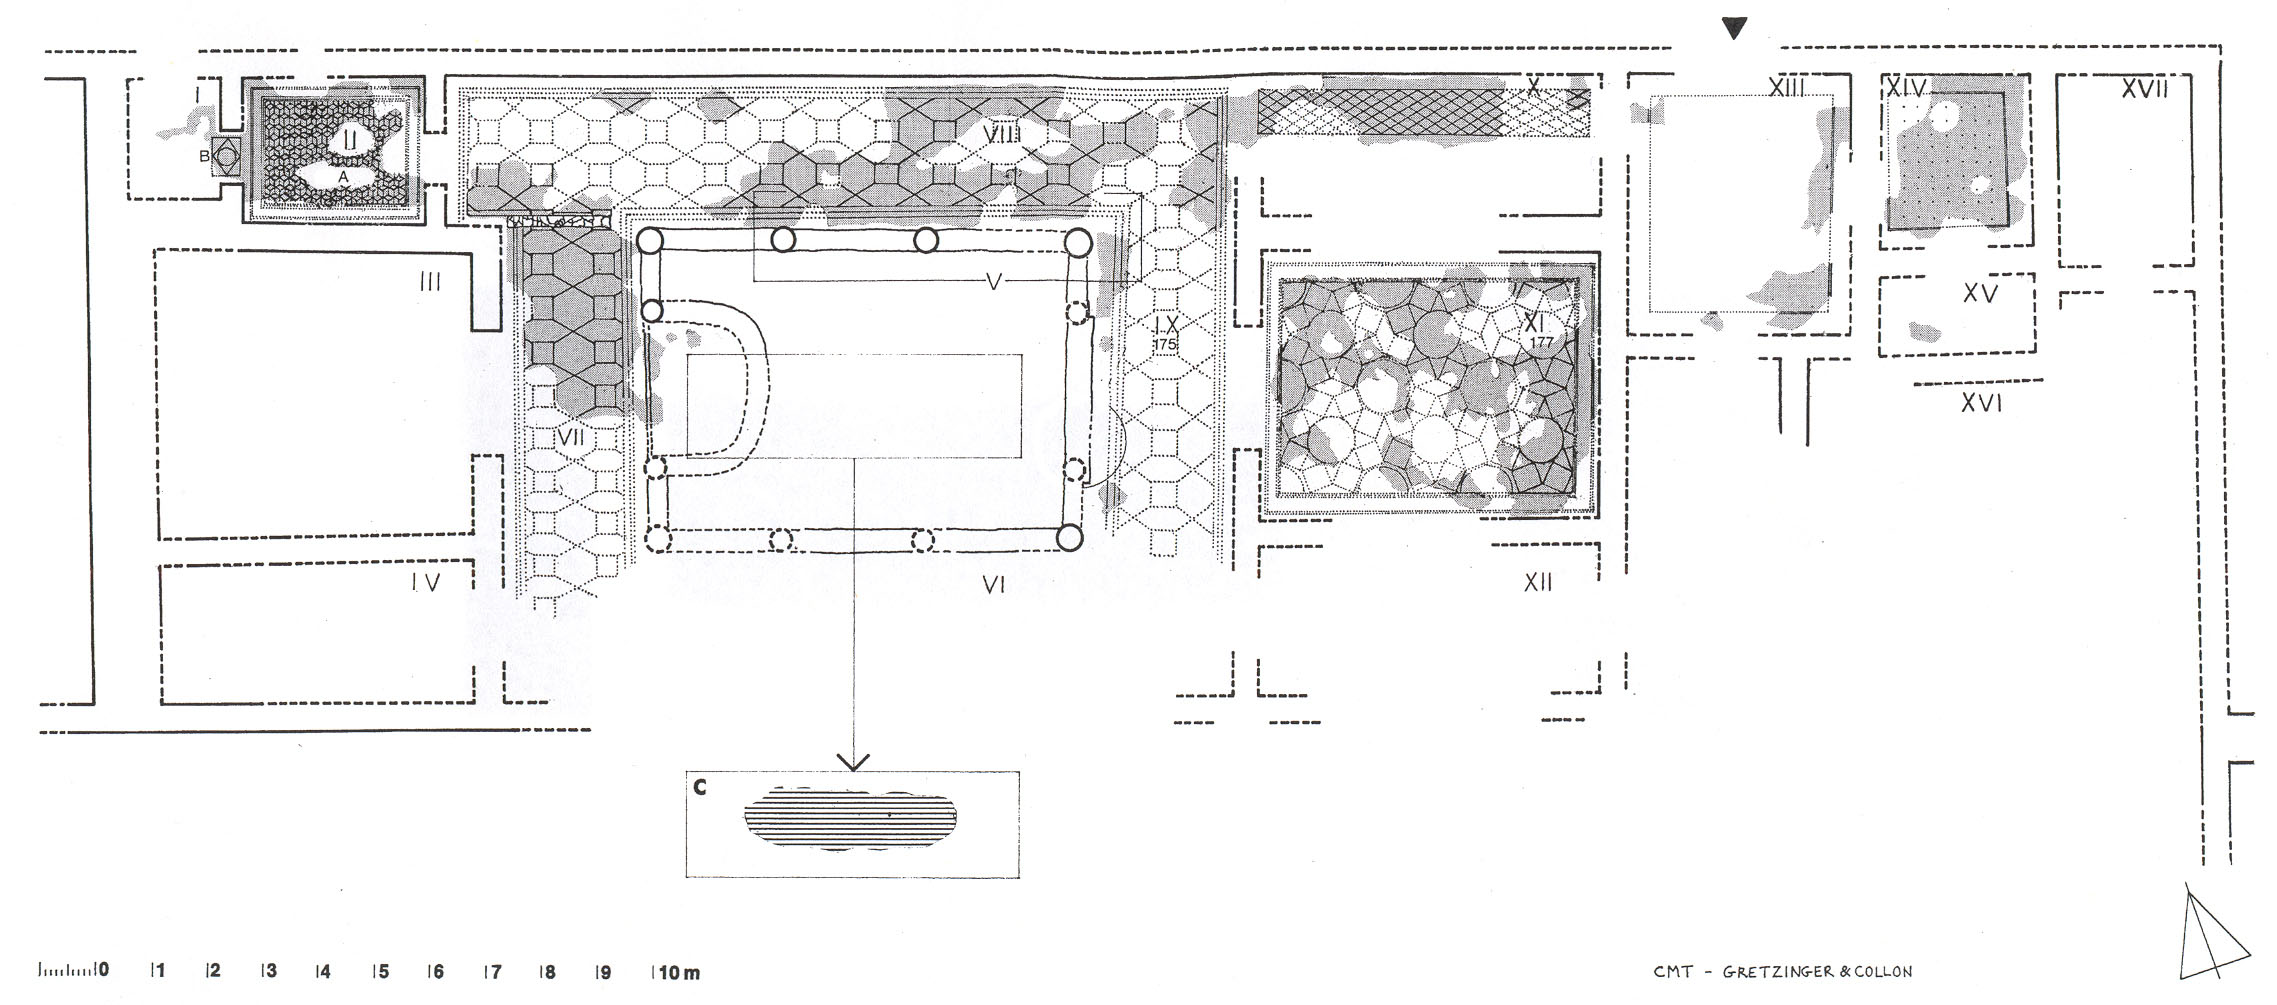 I
II
A
B
VIII
X
XIII
XIV
XVII
III
V
IX
175
XI
177
XV
XVI
VII
IV
VI
XII
C
0 1 2 3 4 5 6 7 8 9 10m
CMT - GRETZINGER & COLLON